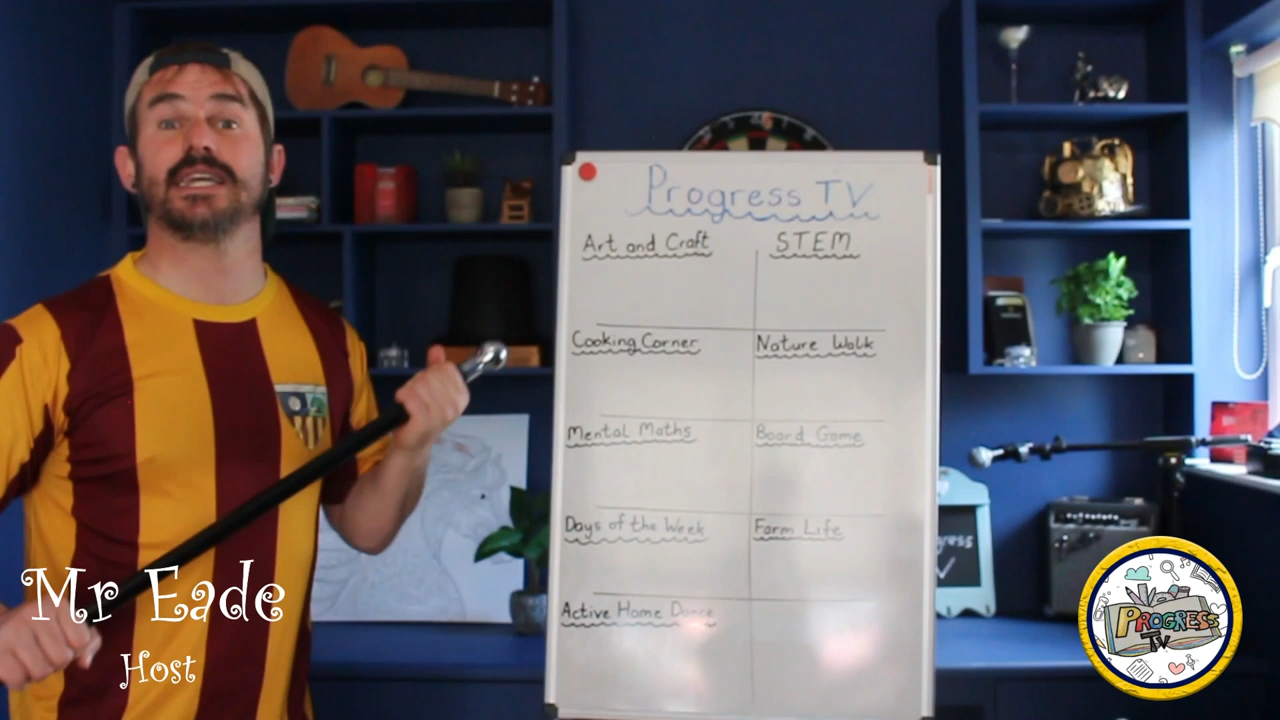 Progress TV
Art and Craft
STEM
Cooking Corner
Nature Walk
Mental Maths
Board Game
Days of the Week
Farm Life
Active Home Dance
Mr Eade
Host
PROGRESS
TV